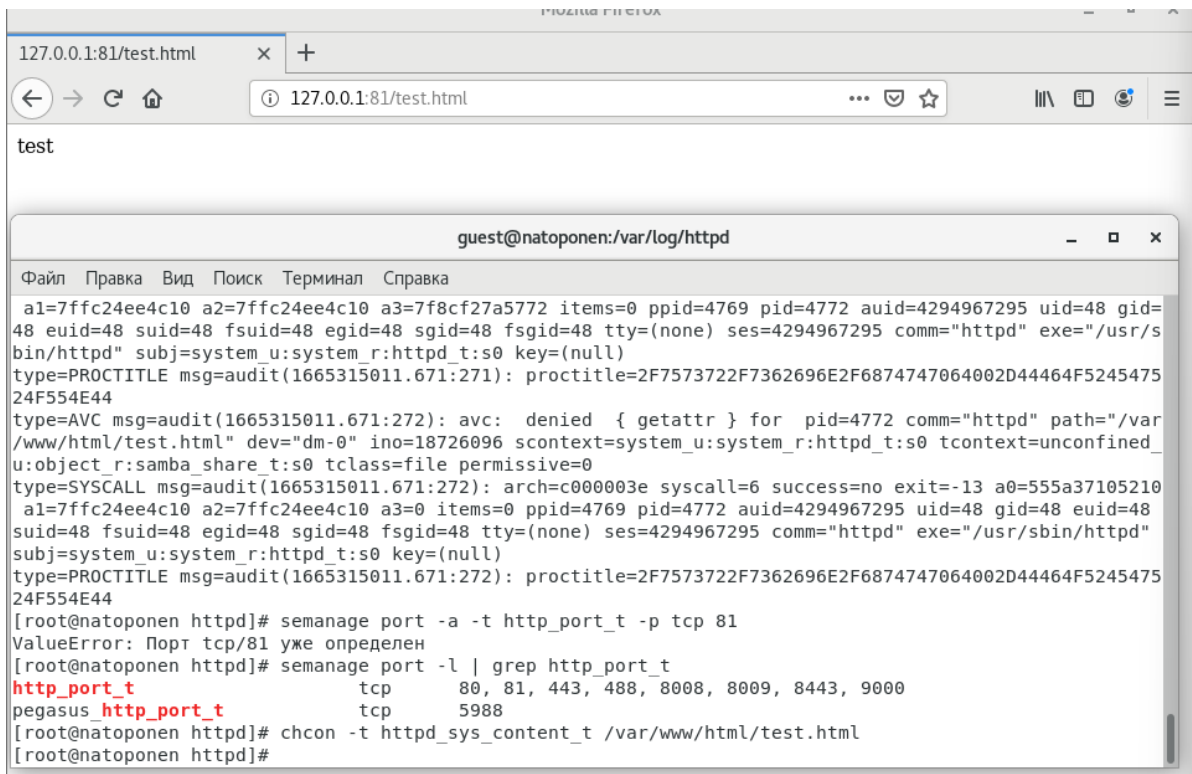 Mozilla Firefox
127.0.0.1:81/test.html
127.0.0.1:81/test.html
test
guest@natoponen:/var/log/httpd
Файл Правка Вид Поиск Терминал Справка
a1=7ffc24ee4c10 a2=7ffc24ee4c10 a3=7f8cf27a5772 items=0 ppid=4769 pid=4772 auid=4294967295 uid=48 gid=
48 euid=48 suid=48 fsuid=48 egid=48 sgid=48 fsgid=48 tty=(none) ses=4294967295 comm="httpd" exe="/usr/s
bin/httpd" subj=system_u:system_r:httpd_t:s0 key=(null)
type=PROCTITLE msg=audit(1665315011.671:271): proctitle=2F7573722F7362696E2F6874747064002D44464F5245475
24F554E44
type=AVC msg=audit(1665315011.671:272): avc:  denied  { getattr } for  pid=4772 comm="httpd" path="/var
/www/html/test.html" dev="dm-0" ino=18726096 scontext=system_u:system_r:httpd_t:s0 tcontext=unconfined_
u:object_r:samba_share_t:s0 tclass=file permissive=0
type=SYSCALL msg=audit(1665315011.671:272): arch=c000003e syscall=6 success=no exit=-13 a0=555a37105210
a1=7ffc24ee4c10 a2=7ffc24ee4c10 a3=0 items=0 ppid=4769 pid=4772 auid=4294967295 uid=48 gid=48 euid=48
suid=48 fsuid=48 egid=48 sgid=48 fsgid=48 tty=(none) ses=4294967295 comm="httpd" exe="/usr/sbin/httpd"
subj=system_u:system_r:httpd_t:s0 key=(null)
type=PROCTITLE msg=audit(1665315011.671:272): proctitle=2F7573722F7362696E2F6874747064002D44464F5245475
24F554E44
[root@natoponen httpd]# semanage port -a -t http_port_t -p tcp 81
ValueError: Порт tcp/81 уже определен
[root@natoponen httpd]# semanage port -l | grep http_port_t
http_port_t                    tcp      80, 81, 443, 488, 8008, 8009, 8443, 9000
pegasus_http_port_t            tcp      5988
[root@natoponen httpd]# chcon -t httpd_sys_content_t /var/www/html/test.html
[root@natoponen httpd]#